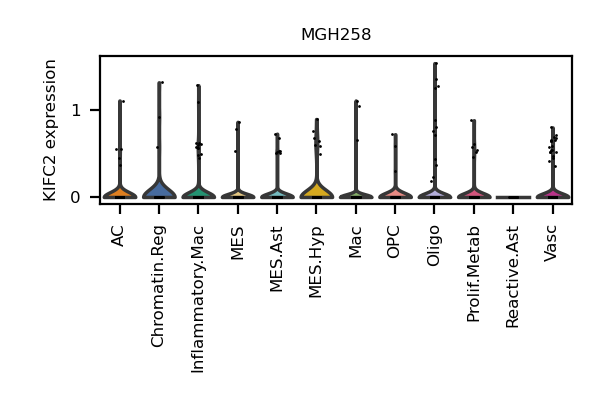 MGH258
KIFC2 expression
1
0
AC
Chromatin.Reg
Inflammatory.Mac
MES
MES.Ast
MES.Hyp
Mac
OPC
Oligo
Prolif.Metab
Reactive.Ast
Vasc